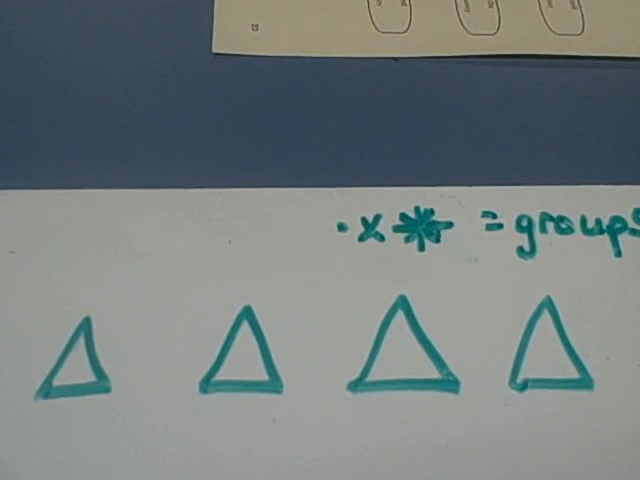 · x * = groups